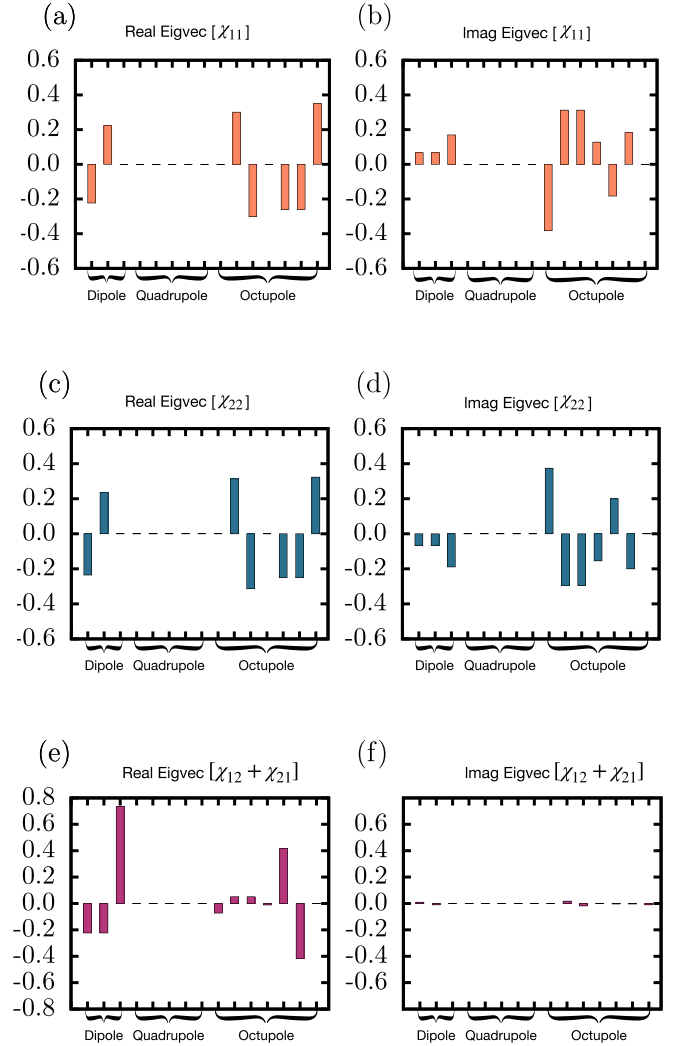 (a)
Real Eigvec [χ11]
0.6
0.4
0.2
0.0
-0.2
-0.4
-0.6
Dipole Quadrupole Octupole
(b)
Imag Eigvec [χ11]
0.6
0.4
0.2
0.0
-0.2
-0.4
-0.6
Dipole Quadrupole Octupole
(c)
Real Eigvec [χ22]
0.6
0.4
0.2
0.0
-0.2
-0.4
-0.6
Dipole Quadrupole Octupole
(d)
Imag Eigvec [χ22]
0.6
0.4
0.2
0.0
-0.2
-0.4
-0.6
Dipole Quadrupole Octupole
(e)
Real Eigvec [χ12 + χ21]
0.8
0.6
0.4
0.2
0.0
-0.2
-0.4
-0.6
-0.8
Dipole Quadrupole Octupole
(f)
Imag Eigvec [χ12 + χ21]
0.6
0.4
0.2
0.0
-0.2
-0.4
-0.6
Dipole Quadrupole Octupole